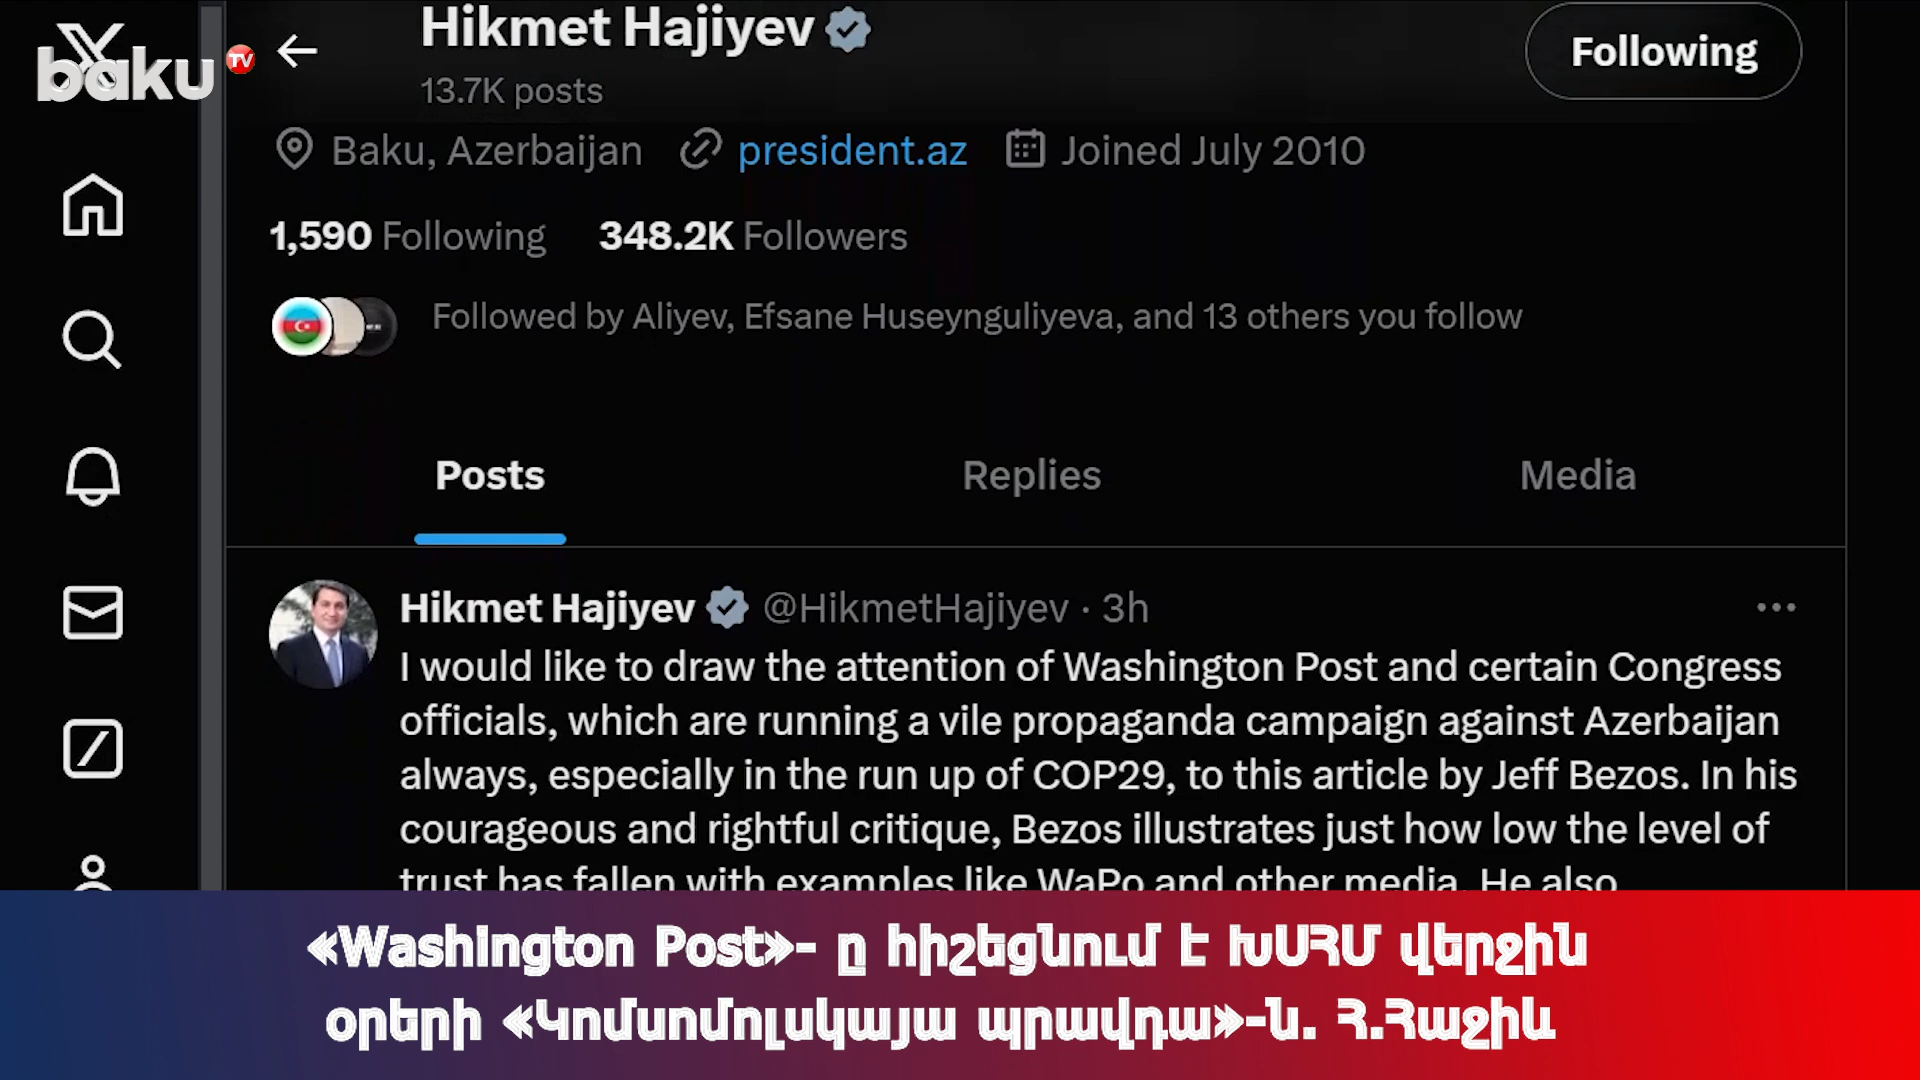 baku TV
Hikmet Hajiyev
Following
13.7K posts
Baku, Azerbaijan president.az Joined July 2010
1,590 Following 348.2K Followers
Followed by Aliyev, Efsane Huseynguliyeva, and 13 others you follow
Posts Replies Media
Hikmet Hajiyev @HikmetHajiyev · 3h
I would like to draw the attention of Washington Post and certain Congress
officials, which are running a vile propaganda campaign against Azerbaijan
always, especially in the run up of COP29, to this article by Jeff Bezos. In his
courageous and rightful critique, Bezos illustrates just how low the level of
trust has fallen with examples like WaPo and other media. He also
«Washington Post»- ը հիշեցնում է ԽՍՀՄ վերջին
օրերի «Կոմսոմոլսկայա պրավդա»-ն. Հ.Հաջիև